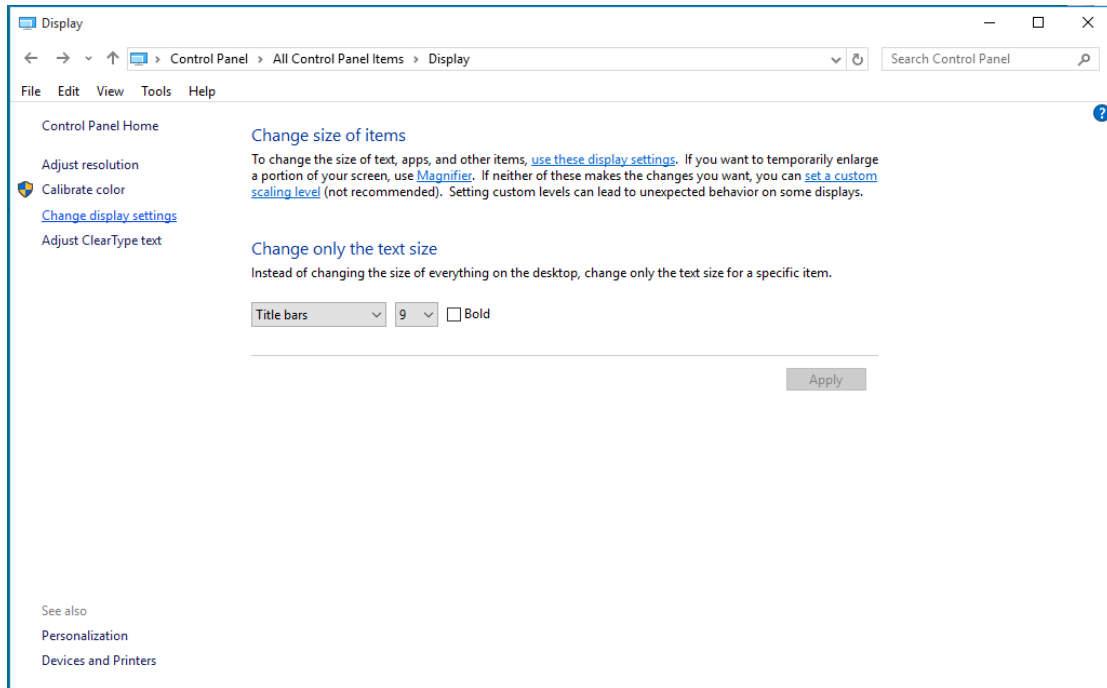 Display
Control Panel > All Control Panel Items > Display
Search Control Panel
File Edit View Tools Help
Control Panel Home
Adjust resolution
Calibrate color
Change display settings
Adjust ClearType text
Change size of items
To change the size of text, apps, and other items, use these display settings. If you want to temporarily enlarge
a portion of your screen, use Magnifier. If neither of these makes the changes you want, you can set a custom
scaling level (not recommended). Setting custom levels can lead to unexpected behavior on some displays.
Change only the text size
Instead of changing the size of everything on the desktop, change only the text size for a specific item.
Title bars 9 Bold
Apply
See also
Personalization
Devices and Printers